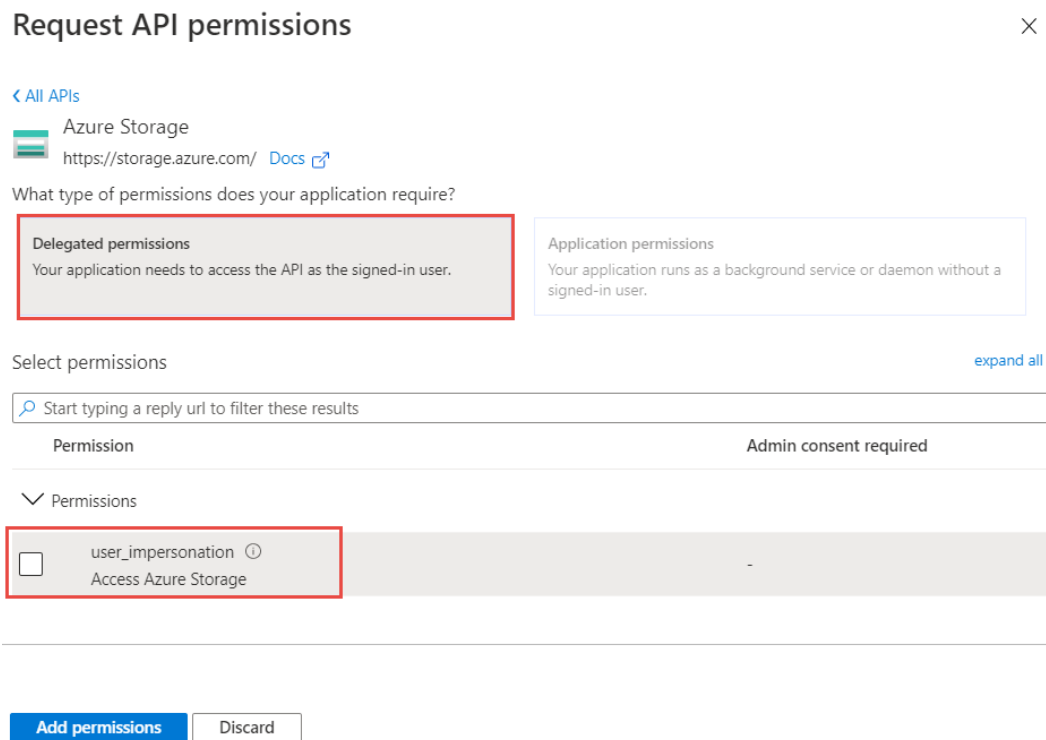 Request API permissions
All APIs
Azure Storage
https://storage.azure.com/ Docs
What type of permissions does your application require?
Delegated permissions
Your application needs to access the API as the signed-in user.
Application permissions
Your application runs as a background service or daemon without a
signed-in user.
Select permissions
expand all
Start typing a reply url to filter these results
Permission
Admin consent required
Permissions
user_impersonation
Access Azure Storage
-
Add permissions
Discard